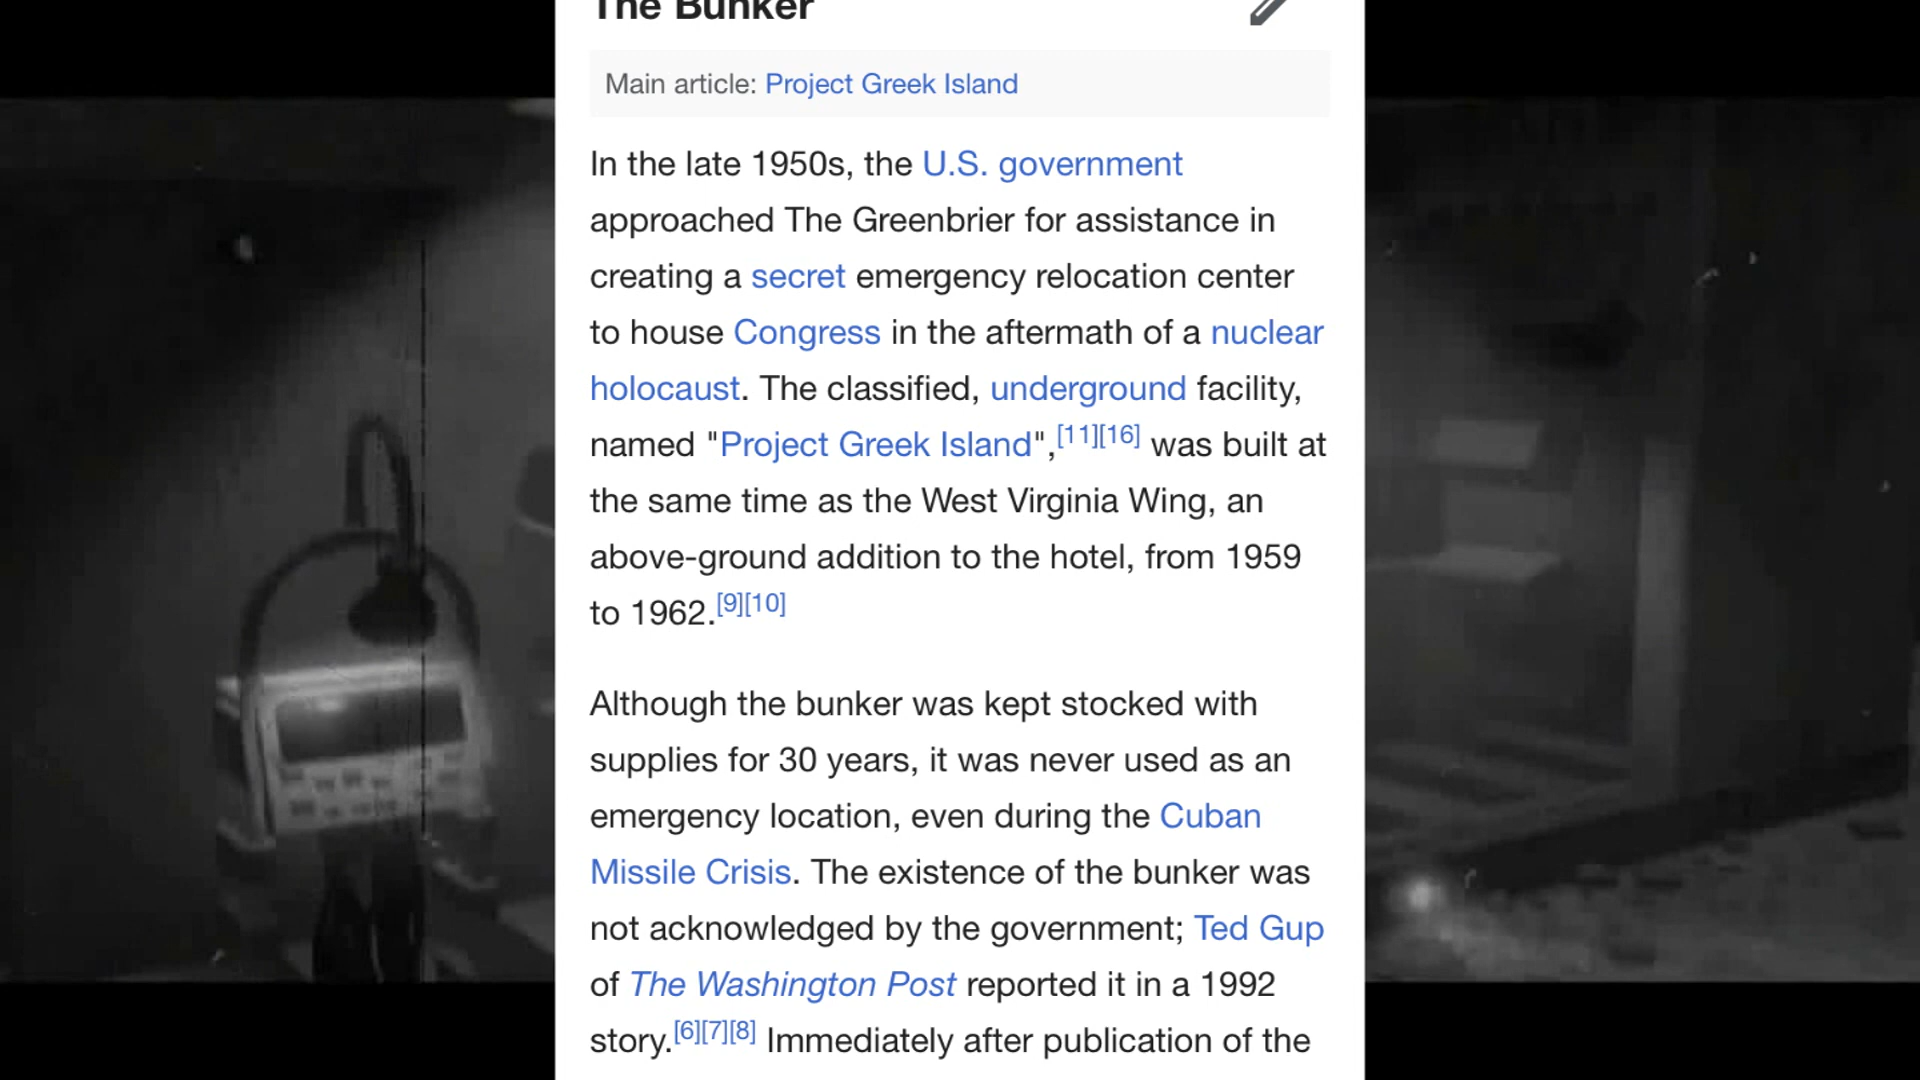 The Bunker
Main article: Project Greek Island
In the late 1950s, the U.S. government
approached The Greenbrier for assistance in
creating a secret emergency relocation center
to house Congress in the aftermath of a nuclear
holocaust. The classified, underground facility,
named "Project Greek Island",[11][16] was built at
the same time as the West Virginia Wing, an
above-ground addition to the hotel, from 1959
to 1962.[9][10]
Although the bunker was kept stocked with
supplies for 30 years, it was never used as an
emergency location, even during the Cuban
Missile Crisis. The existence of the bunker was
not acknowledged by the government; Ted Gup
of The Washington Post reported it in a 1992
story.[6][7][8] Immediately after publication of the